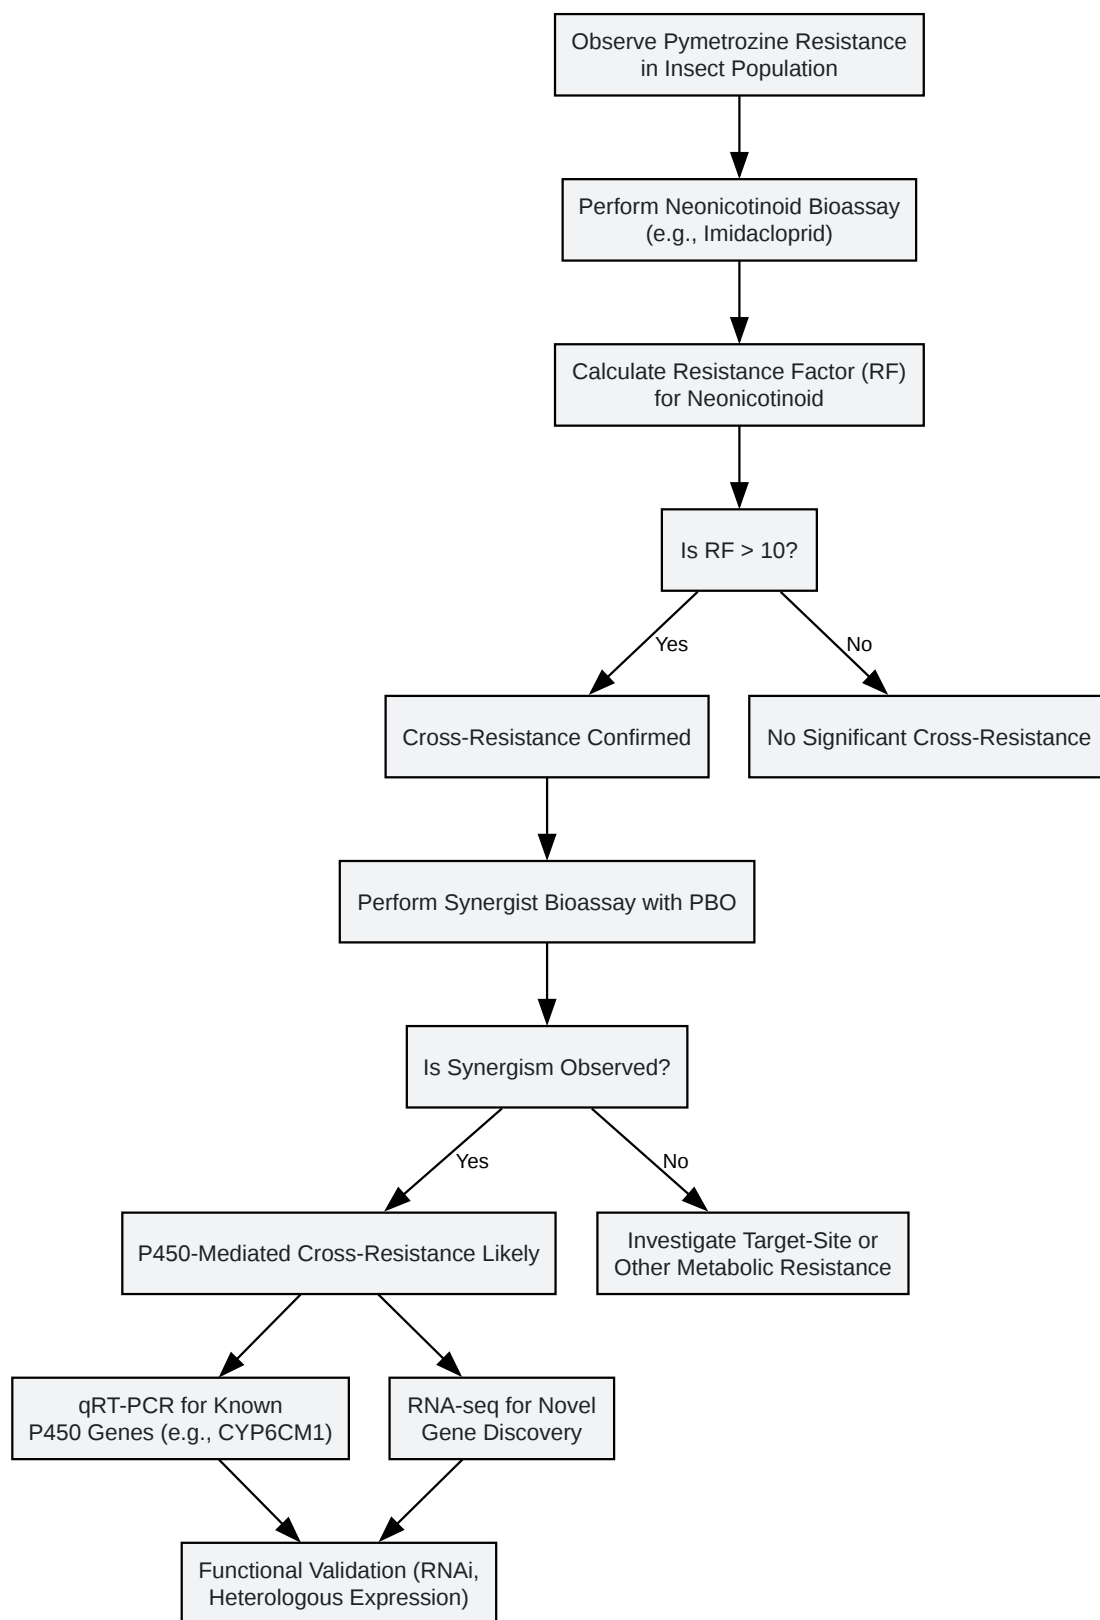 Observe Pymetrozine Resistance
in Insect Population
Perform Neonicotinoid Bioassay
(e.g., Imidacloprid)
Calculate Resistance Factor (RF)
for Neonicotinoid
Is RF > 10?
Yes
No
Cross-Resistance Confirmed
No Significant Cross-Resistance
Perform Synergist Bioassay with PBO
Is Synergism Observed?
Yes
No
P450-Mediated Cross-Resistance Likely
Investigate Target-Site or
Other Metabolic Resistance
qRT-PCR for Known
P450 Genes (e.g., CYP6CM1)
RNA-seq for Novel
Gene Discovery
Functional Validation (RNAi,
Heterologous Expression)